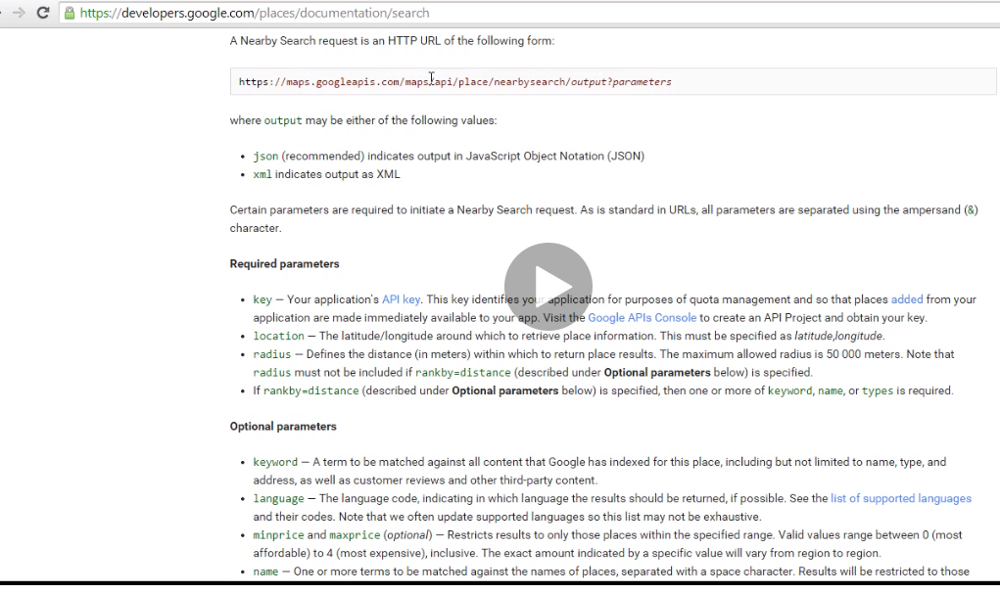 https://developers.google.com/places/documentation/search
A Nearby Search request is an HTTP URL of the following form:
https://maps.googleapis.com/maps/api/place/nearbysearch/output?parameters
where output may be either of the following values:
• json (recommended) indicates output in JavaScript Object Notation (JSON)
• xml indicates output as XML
Certain parameters are required to initiate a Nearby Search request. As is standard in URLs, all parameters are separated using the ampersand (&)
character.
Required parameters
• key — Your application's API key. This key identifies your application for purposes of quota management and so that places added from your
application are made immediately available to your app. Visit the Google APIs Console to create an API Project and obtain your key.
• location — The latitude/longitude around which to retrieve place information. This must be specified as latitude,longitude.
• radius — Defines the distance (in meters) within which to return place results. The maximum allowed radius is 50 000 meters. Note that
radius must not be included if rankby=distance (described under Optional parameters below) is specified.
• If rankby=distance (described under Optional parameters below) is specified, then one or more of keyword, name, or types is required.
Optional parameters
• keyword — A term to be matched against all content that Google has indexed for this place, including but not limited to name, type, and
address, as well as customer reviews and other third-party content.
• language — The language code, indicating in which language the results should be returned, if possible. See the list of supported languages
and their codes. Note that we often update supported languages so this list may not be exhaustive.
• minprice and maxprice (optional) — Restricts results to only those places within the specified range. Valid values range between 0 (most
affordable) to 4 (most expensive), inclusive. The exact amount indicated by a specific value will vary from region to region.
• name — One or more terms to be matched against the names of places, separated with a space character. Results will be restricted to those